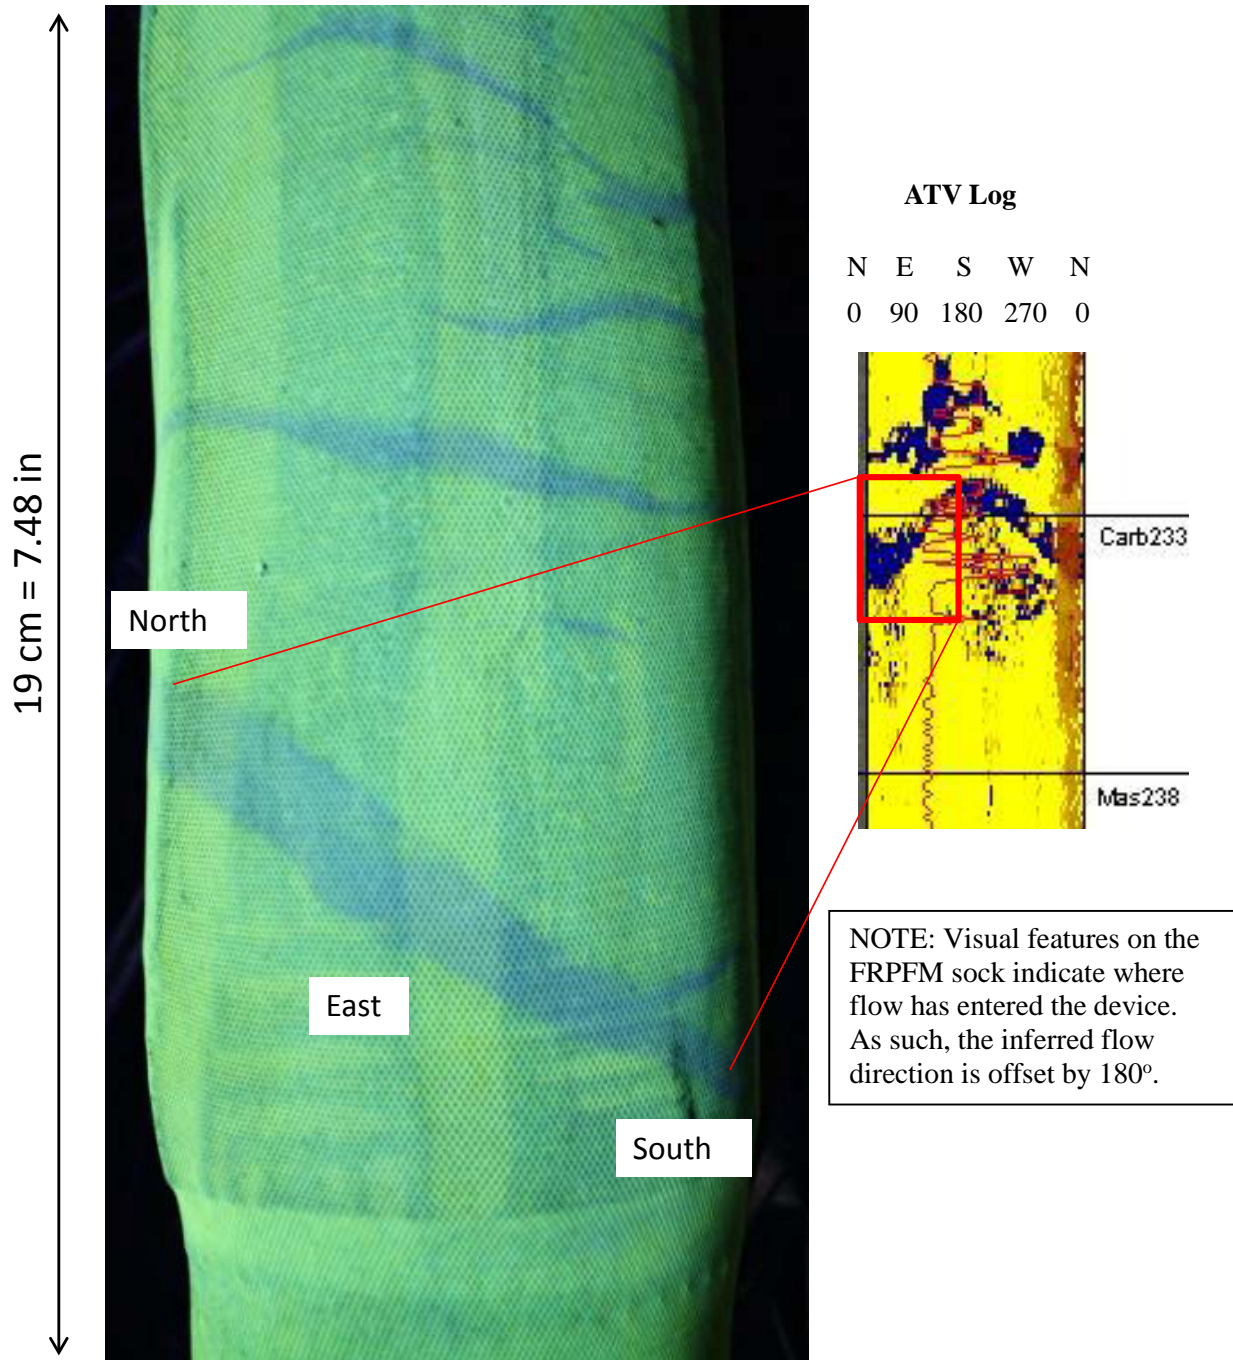 19 cm = 7.48 in
North
East
South
ATV Log
N E S W N
0 90 180 270 0
Carb233
Mas238
NOTE: Visual features on the
FRPFM sock indicate where
flow has entered the device.
As such, the inferred flow
direction is offset by 180°.